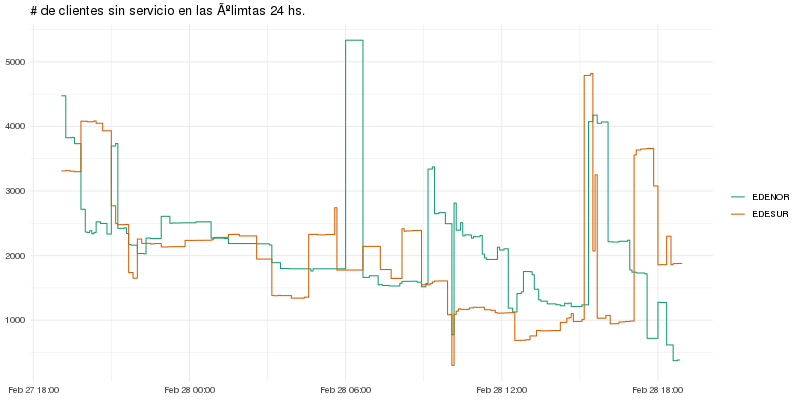 # de clientes sin servicio en las Ãºlimtas 24 hs.
5000
4000
3000
2000
1000
EDENOR
EDESUR
Feb 27 18:00
Feb 28 00:00
Feb 28 06:00
Feb 28 12:00
Feb 28 18:00